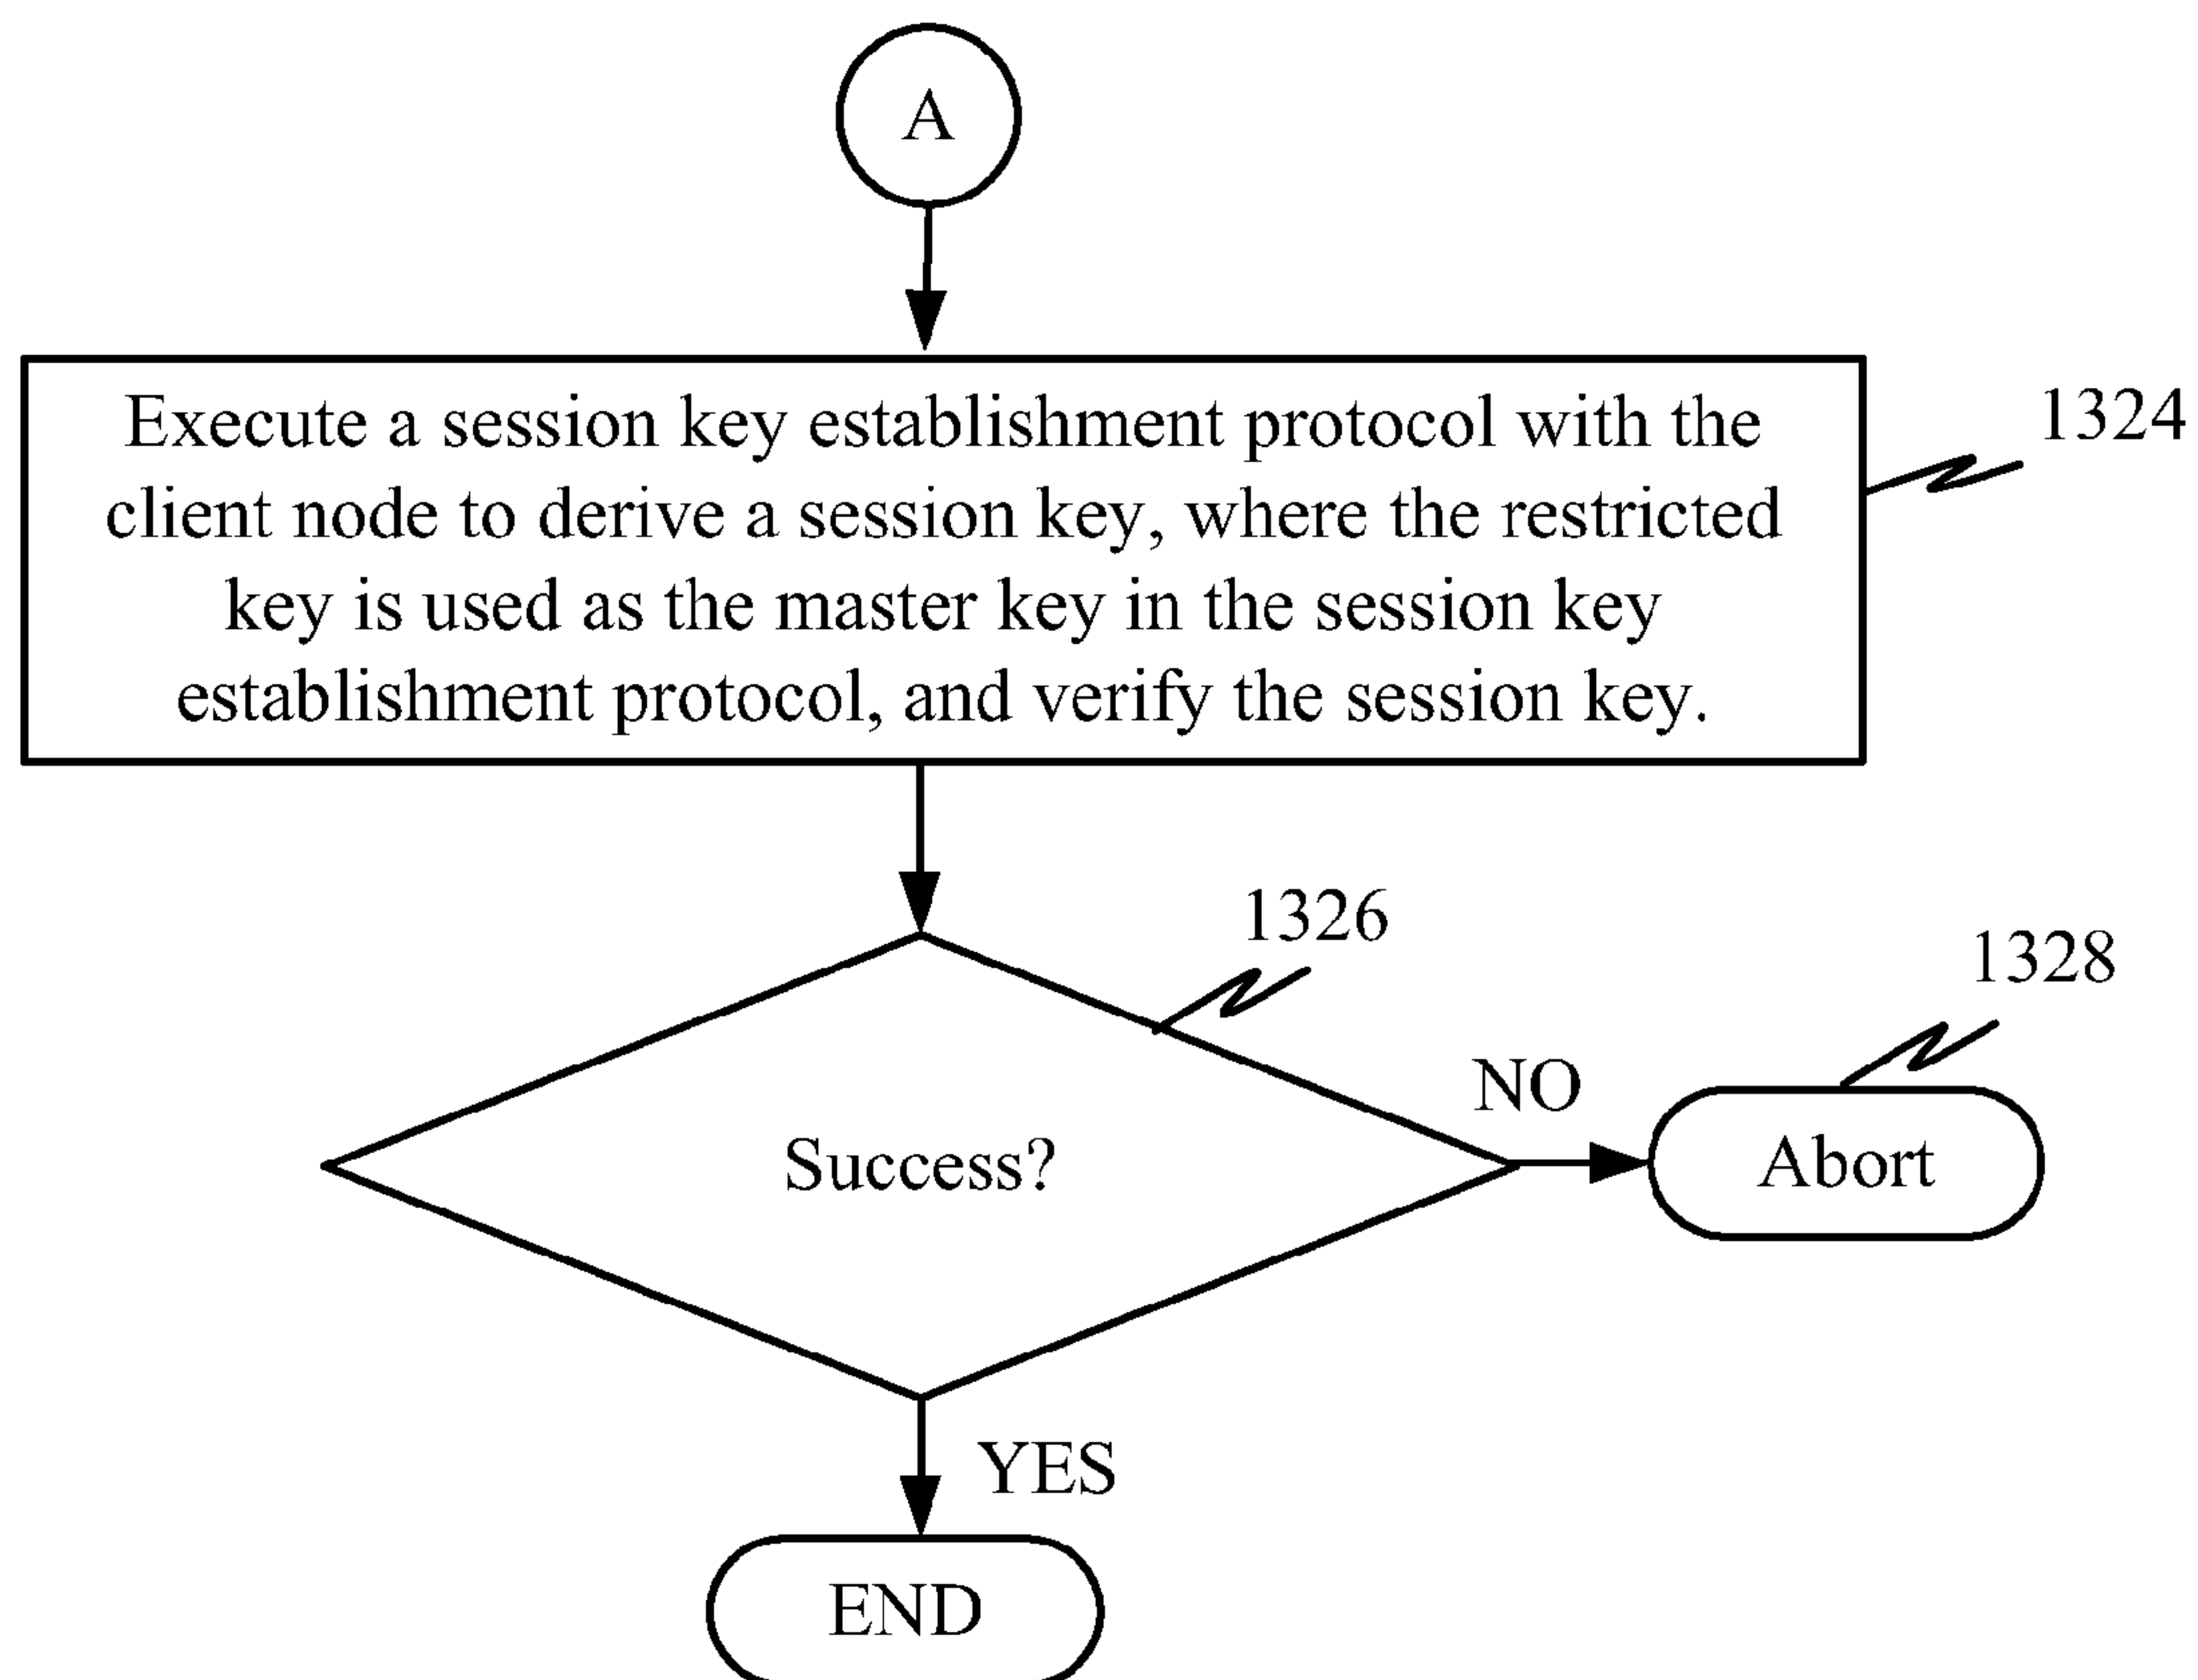 A
Execute a session key establishment protocol with the
client node to derive a session key, where the restricted
key is used as the master key in the session key
establishment protocol, and verify the session key.
1324
1326
1328
NO
Success?
Abort
YES
END